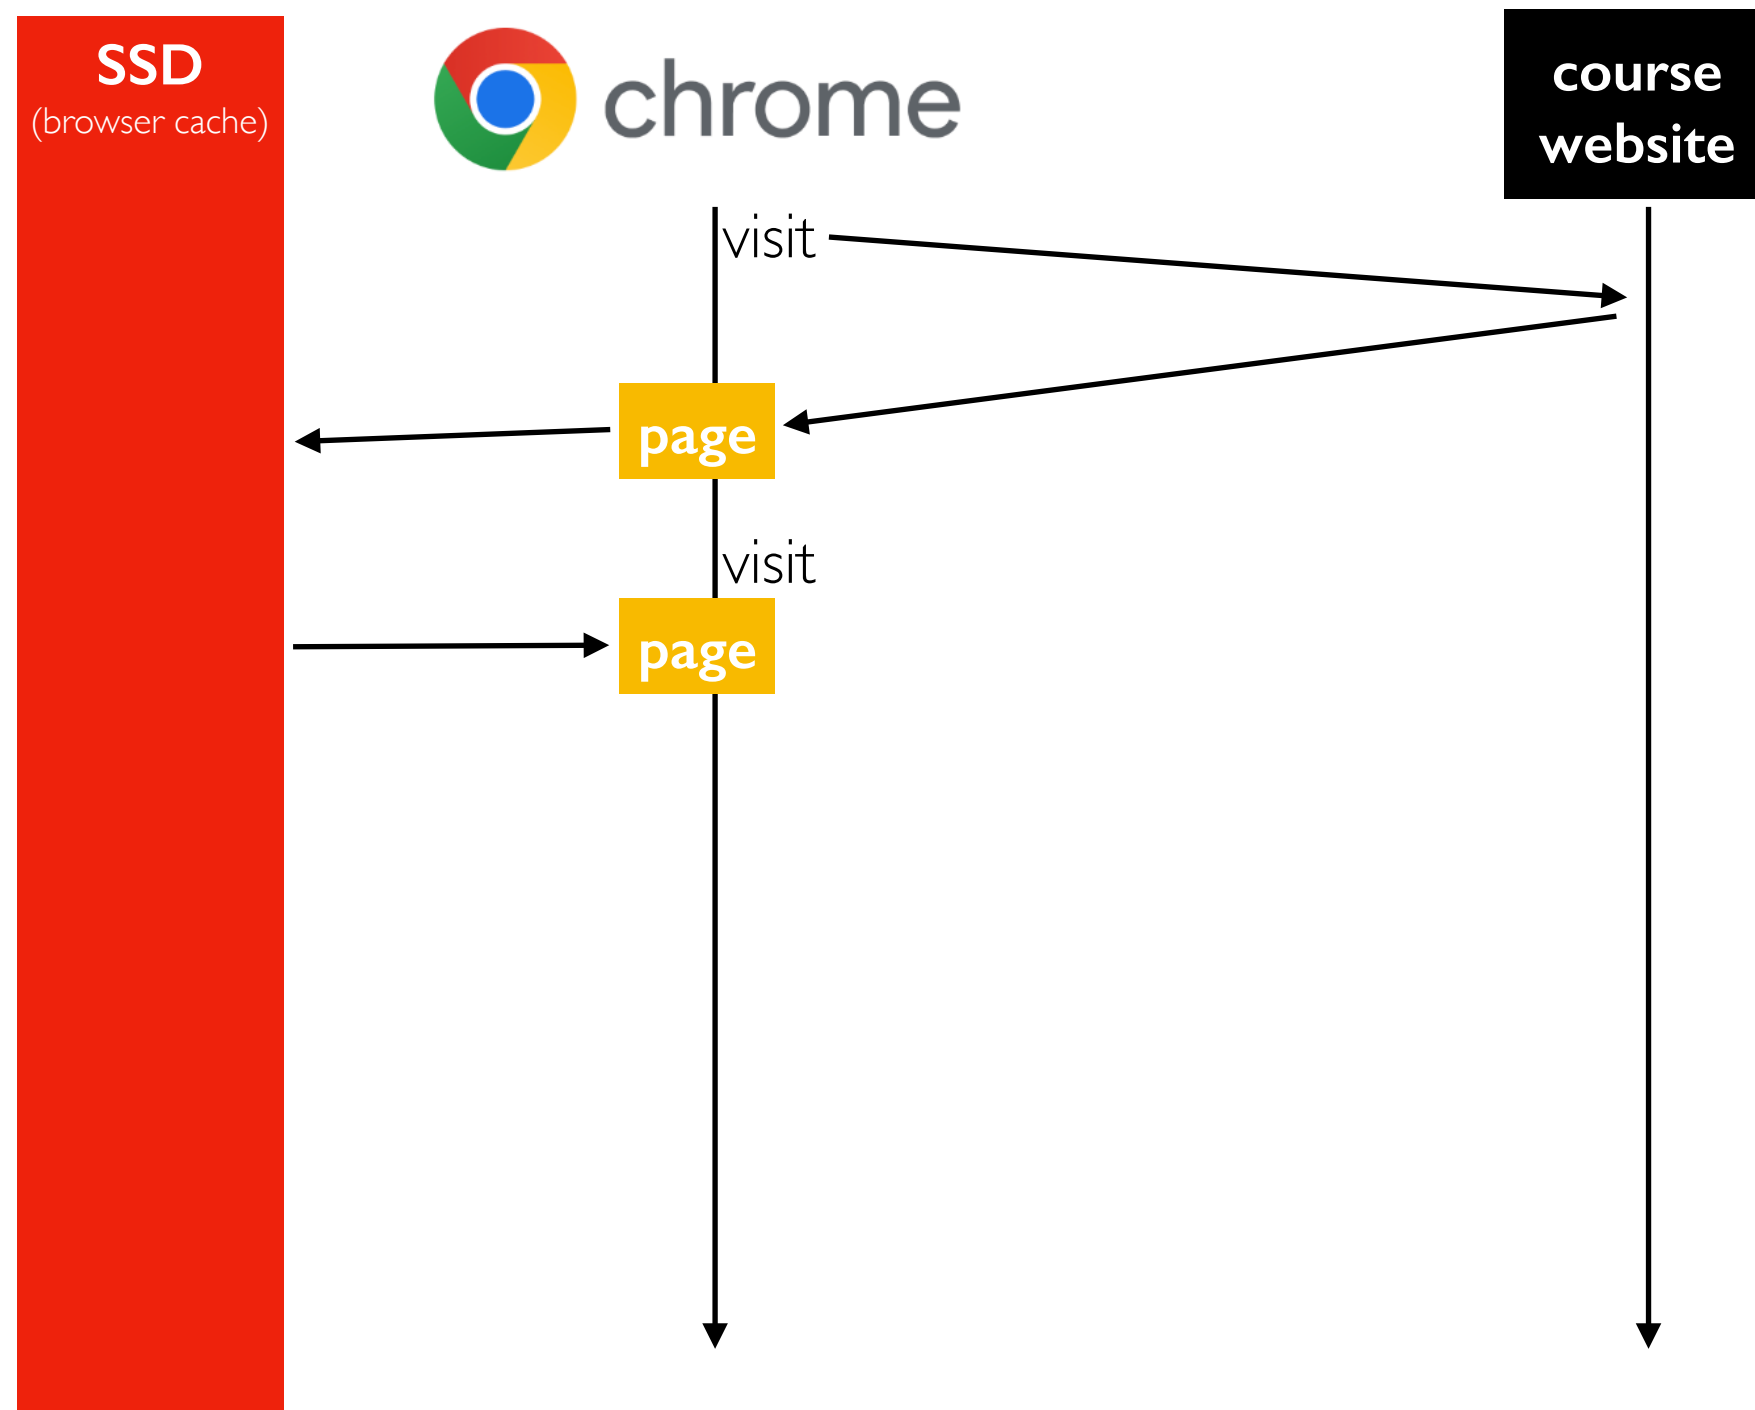 SSD
(browser cache)
chrome
course
website
visit
page
visit
page